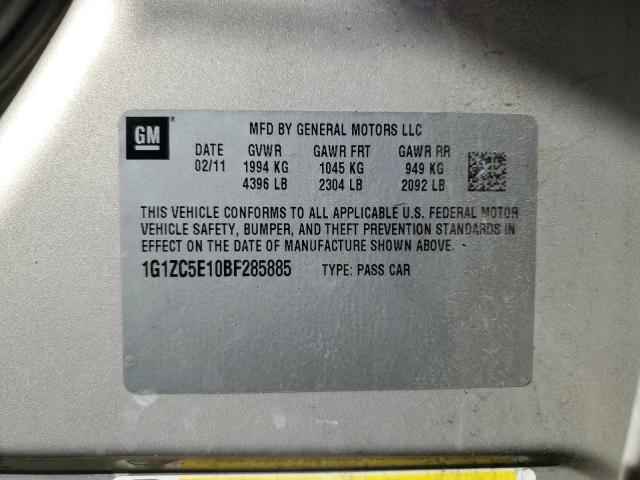 GM ®
MFD BY GENERAL MOTORS LLC
DATE GVWR GAWR FRT GAWR RR
02/11 1994 KG 1045 KG 949 KG
4396 LB 2304 LB 2092 LB
THIS VEHICLE CONFORMS TO ALL APPLICABLE U.S. FEDERAL MOTOR
VEHICLE SAFETY, BUMPER, AND THEFT PREVENTION STANDARDS IN
EFFECT ON THE DATE OF MANUFACTURE SHOWN ABOVE.
1G1ZC5E10BF285885 TYPE: PASS CAR